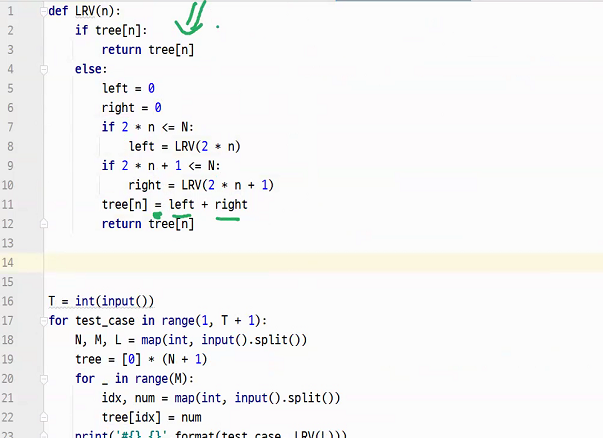 1 def LRV(n):
2     if tree[n]:
3         return tree[n]
4     else:
5         left = 0
6         right = 0
7         if 2 * n <= N:
8             left = LRV(2 * n)
9         if 2 * n + 1 <= N:
10             right = LRV(2 * n + 1)
11         tree[n] = left + right
12         return tree[n]
13
14
15
16 T = int(input())
17 for test_case in range(1, T + 1):
18     N, M, L = map(int, input().split())
19     tree = [0] * (N + 1)
20     for _ in range(M):
21         idx, num = map(int, input().split())
22         tree[idx] = num
23     print('#{} {}'.format(test_case, LRV(L)))